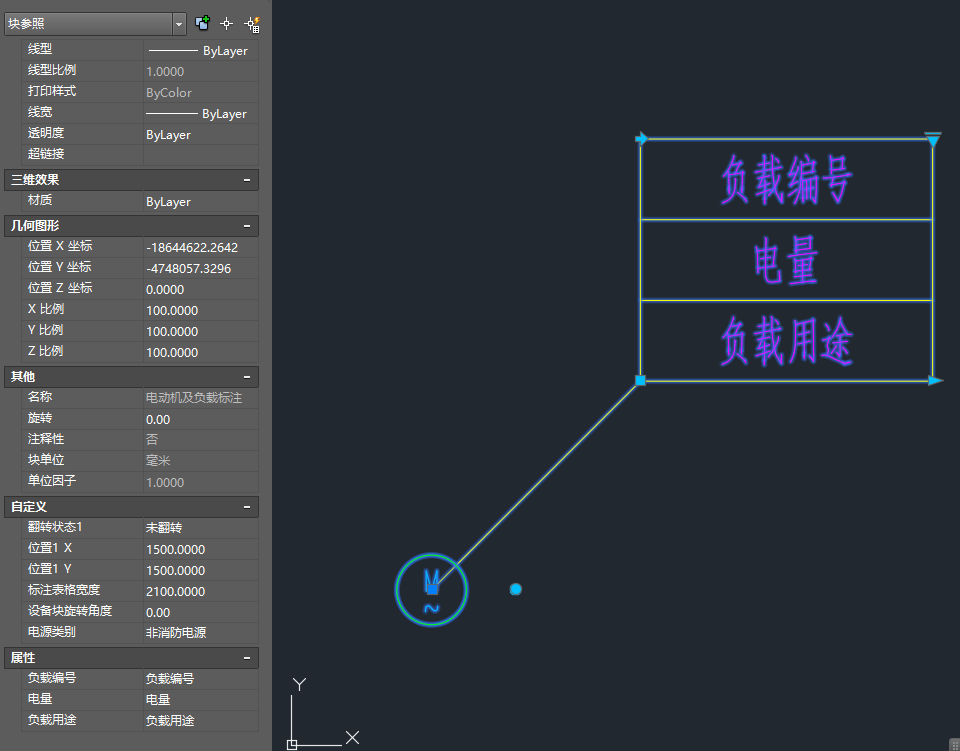 块参照
线型 ByLayer
线型比例 1.0000
打印样式 ByColor
线宽 ByLayer
透明度 ByLayer
超链接
三维效果
材质 ByLayer
几何图形
位置 X 坐标 -18644622.2642
位置 Y 坐标 -4748057.3296
位置 Z 坐标 0.0000
X 比例 100.0000
Y 比例 100.0000
Z 比例 100.0000
其他
名称 电动机及负载标注
旋转 0.00
注释性 否
块单位 毫米
单位因子 1.0000
自定义
翻转状态1 未翻转
位置1 X 1500.0000
位置1 Y 1500.0000
标注表格宽度 2100.0000
设备块旋转角度 0.00
电源类别 非消防电源
属性
负载编号 负载编号
电量 电量
负载用途 负载用途
负载编号
电量
负载用途
~
Y
X